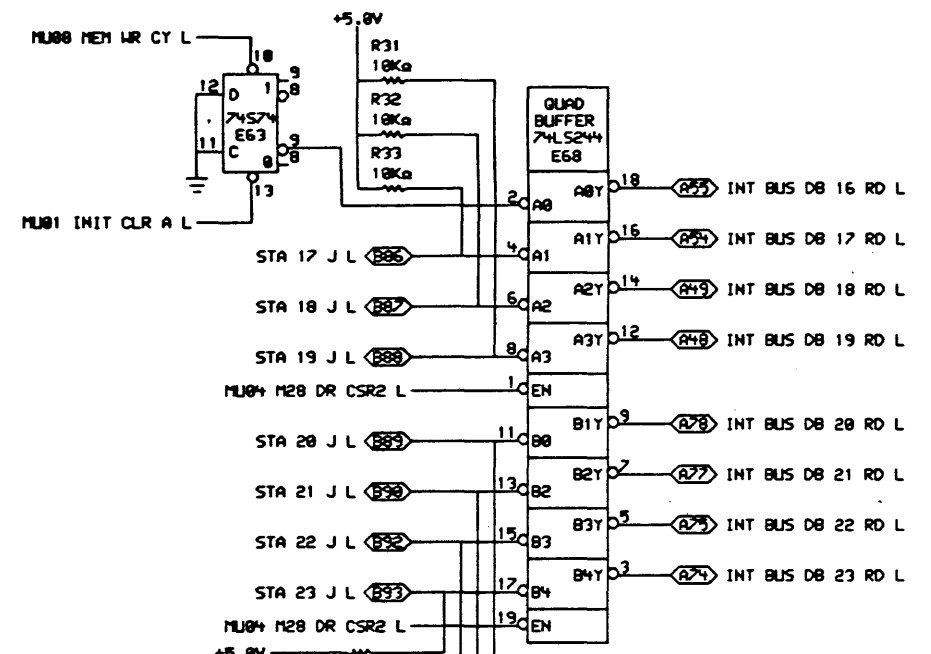 +5.0V
MU00 MEM WR CY L
R31
10KΩ
10
9
8
12 D 1
74S74
E63
11 C 0
9
8
13
R32
10KΩ
R33
10KΩ
MU01 INIT CLR A L
QUAD
BUFFER
74LS244
E68
2 A0 A0Y 18 A55 INT BUS DB 16 RD L
STA 17 J L B86 4 A1 A1Y 16 A54 INT BUS DB 17 RD L
STA 18 J L B87 6 A2 A2Y 14 A49 INT BUS DB 18 RD L
STA 19 J L B88 8 A3 A3Y 12 A48 INT BUS DB 19 RD L
MU04 M28 DR CSR2 L 1 EN
STA 20 J L B89 11 B0 B1Y 9 A78 INT BUS DB 20 RD L
STA 21 J L B90 13 B2 B2Y 7 A77 INT BUS DB 21 RD L
STA 22 J L B92 15 B3 B3Y 5 A75 INT BUS DB 22 RD L
STA 23 J L B93 17 B4 B4Y 3 A74 INT BUS DB 23 RD L
MU04 M28 DR CSR2 L 19 EN
+5.0V